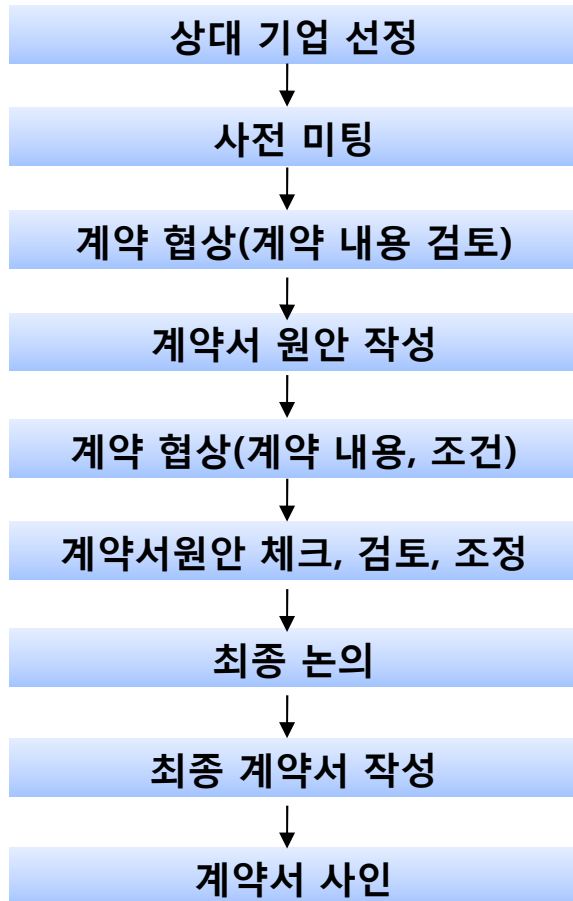 상대 기업 선정
사전 미팅
계약 협상(계약 내용 검토)
계약서 원안 작성
계약 협상(계약 내용, 조건)
계약서원안 체크, 검토, 조정
최종 논의
최종 계약서 작성
계약서 사인